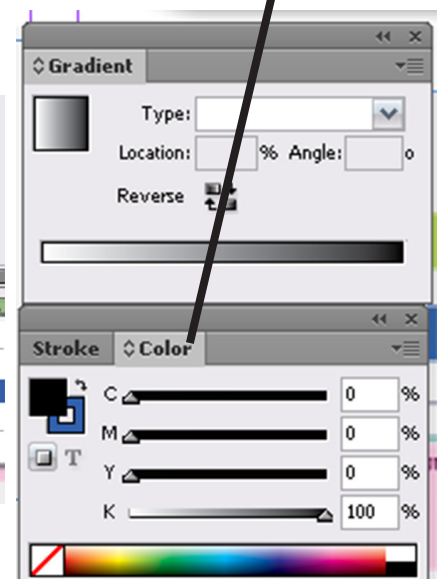 Gradient
Type:
Location: % Angle: o
Reverse
Stroke Color
C 0 %
M 0 %
T Y 0 %
K 100 %